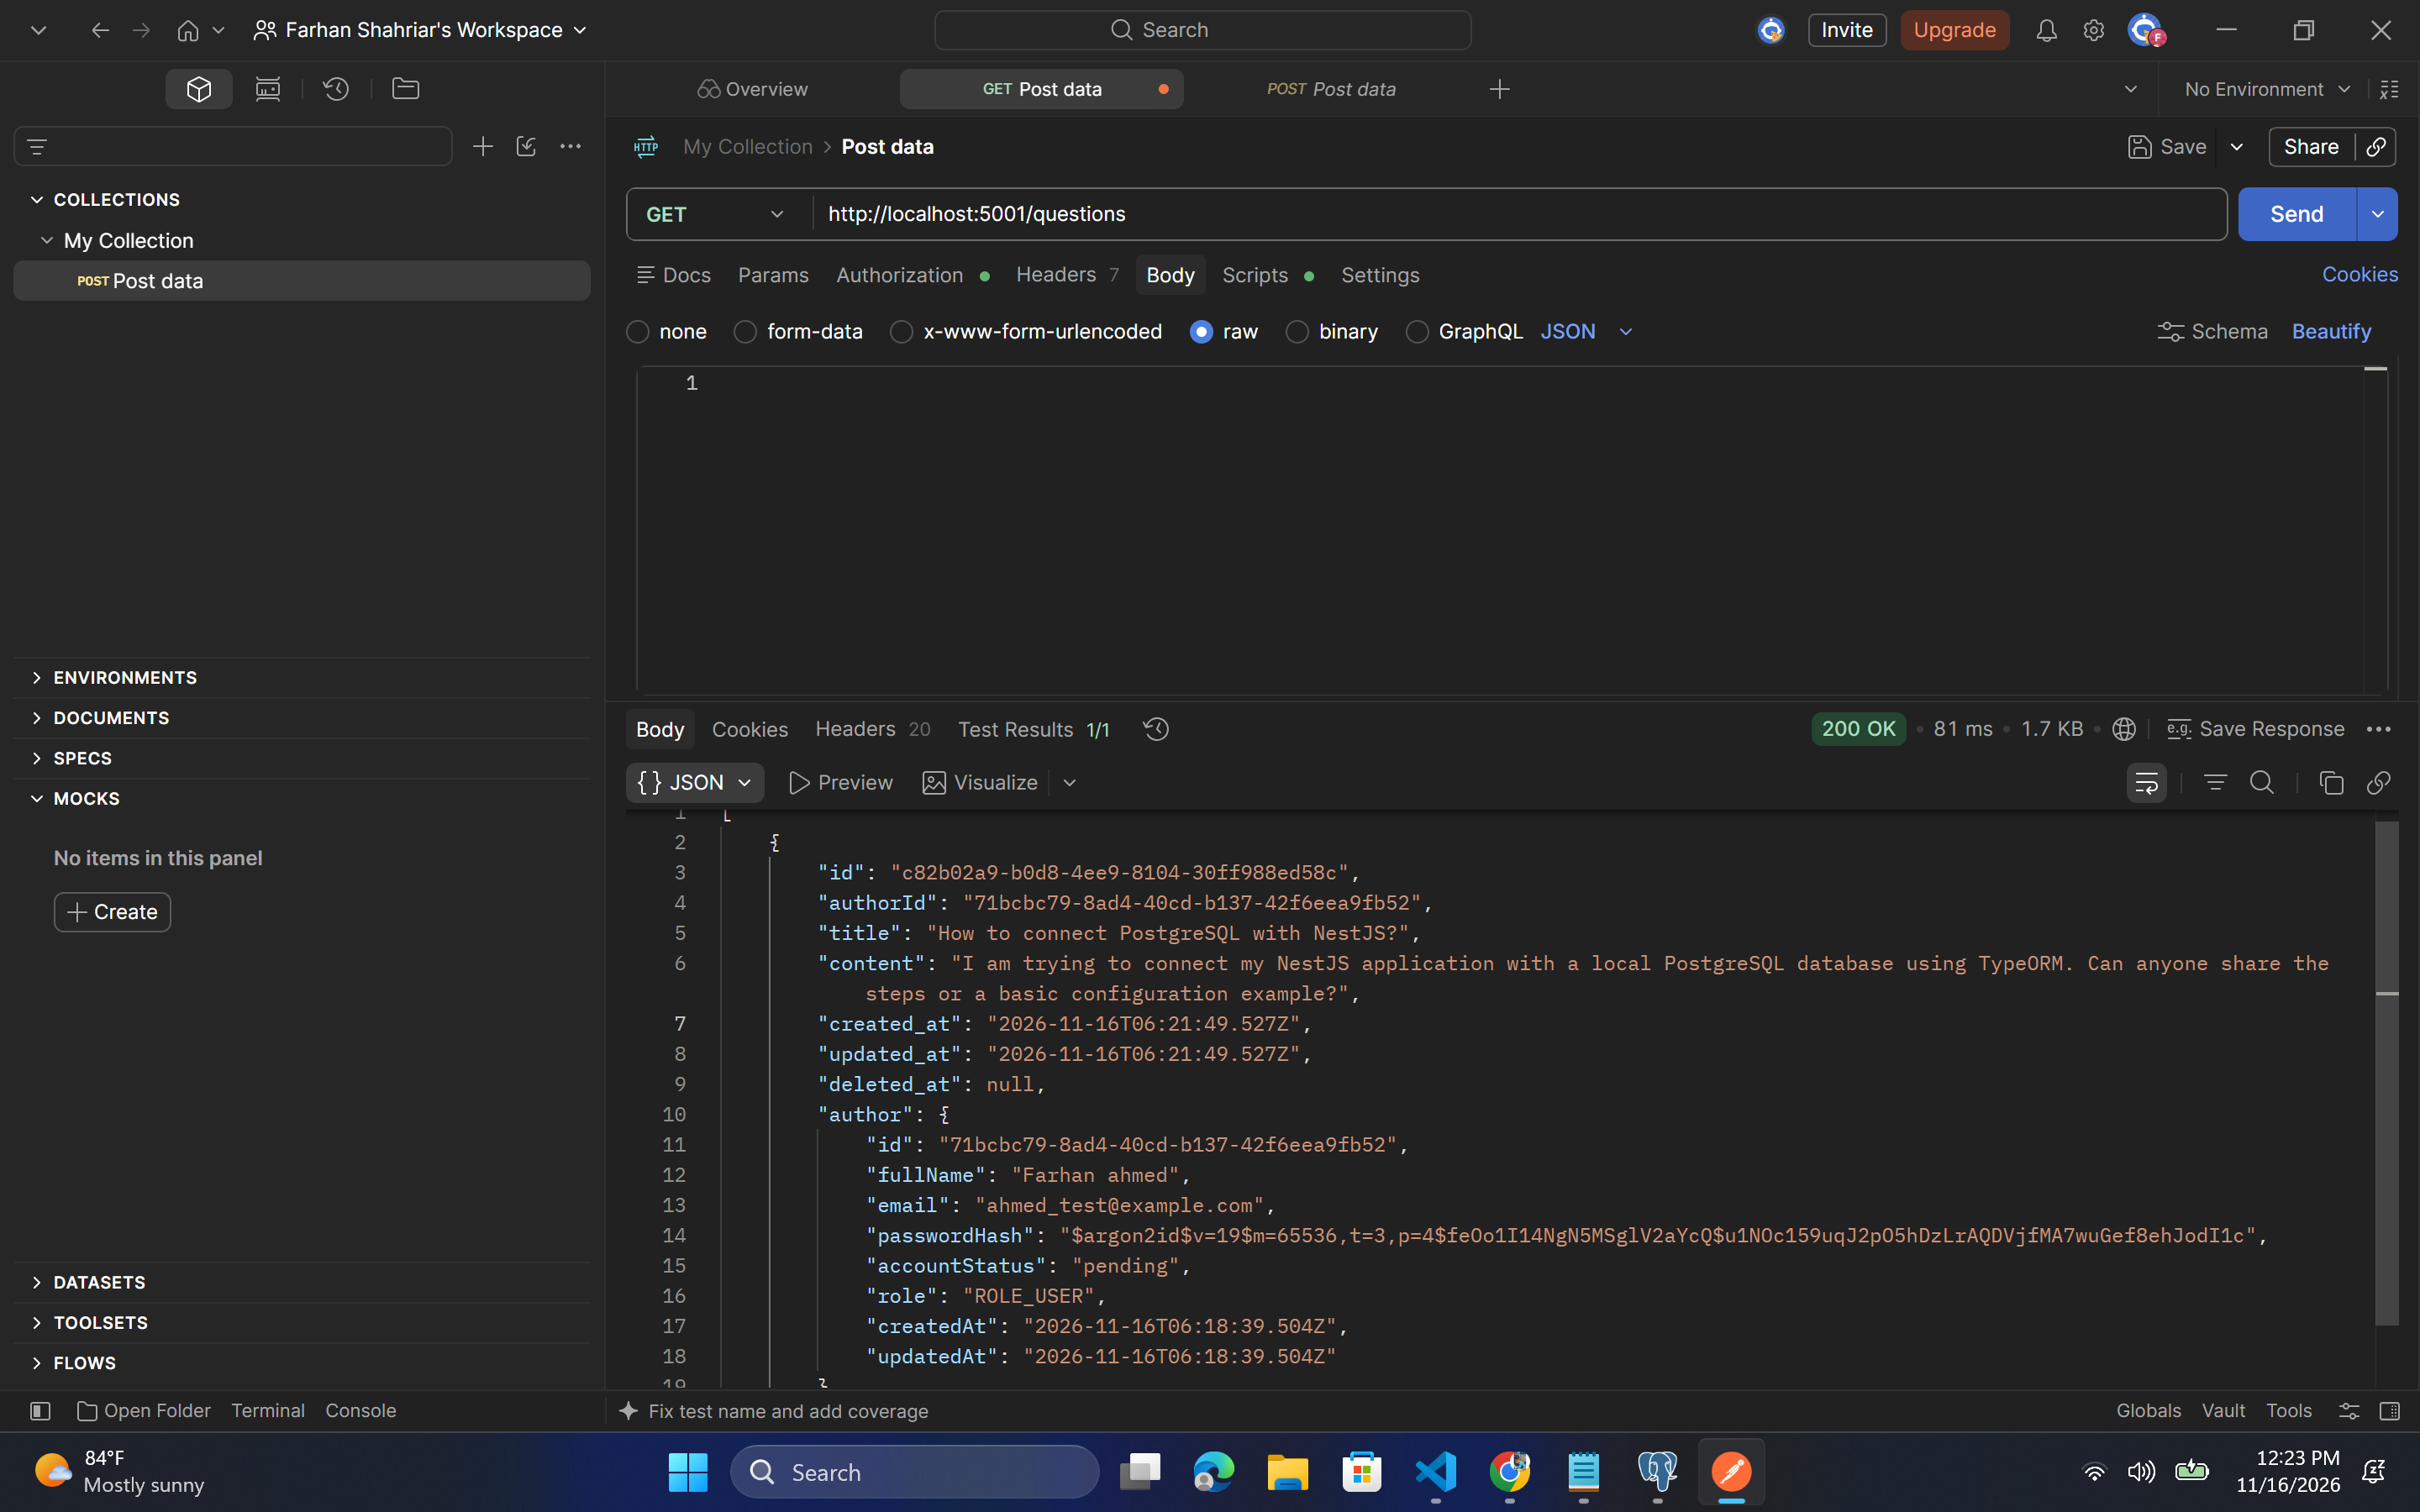 Farhan Shahriar's Workspace
Search
Invite
Upgrade
F
Overview
GET Post data
POST Post data
No Environment
COLLECTIONS
My Collection
POST Post data
ENVIRONMENTS
DOCUMENTS
SPECS
MOCKS
No items in this panel
Create
DATASETS
TOOLSETS
FLOWS
HTTP
My Collection > Post data
Save
Share
GET
http://localhost:5001/questions
Send
Docs
Params
Authorization
Headers 7
Body
Scripts
Settings
Cookies
none
form-data
x-www-form-urlencoded
raw
binary
GraphQL
JSON
Schema
Beautify
1
Body
Cookies
Headers 20
Test Results 1/1
200 OK • 81 ms • 1.7 KB
e.g. Save Response
{ } JSON
Preview
Visualize
1 [
2 {
3 "id": "c82b02a9-b0d8-4ee9-8104-30ff988ed58c",
4 "authorId": "71bcbc79-8ad4-40cd-b137-42f6eea9fb52",
5 "title": "How to connect PostgreSQL with NestJS?",
6 "content": "I am trying to connect my NestJS application with a local PostgreSQL database using TypeORM. Can anyone share the
steps or a basic configuration example?",
7 "created_at": "2026-11-16T06:21:49.527Z",
8 "updated_at": "2026-11-16T06:21:49.527Z",
9 "deleted_at": null,
10 "author": {
11 "id": "71bcbc79-8ad4-40cd-b137-42f6eea9fb52",
12 "fullName": "Farhan ahmed",
13 "email": "ahmed_test@example.com",
14 "passwordHash": "$argon2id$v=19$m=65536,t=3,p=4$feOo1I14NgN5MSglV2aYcQ$u1NOc159uqJ2pO5hDzLrAQDVjfMA7wuGef8ehJodI1c",
15 "accountStatus": "pending",
16 "role": "ROLE_USER",
17 "createdAt": "2026-11-16T06:18:39.504Z",
18 "updatedAt": "2026-11-16T06:18:39.504Z"
19 }
Open Folder
Terminal
Console
Fix test name and add coverage
Globals
Vault
Tools
84°F
Mostly sunny
Search
12:23 PM
11/16/2026